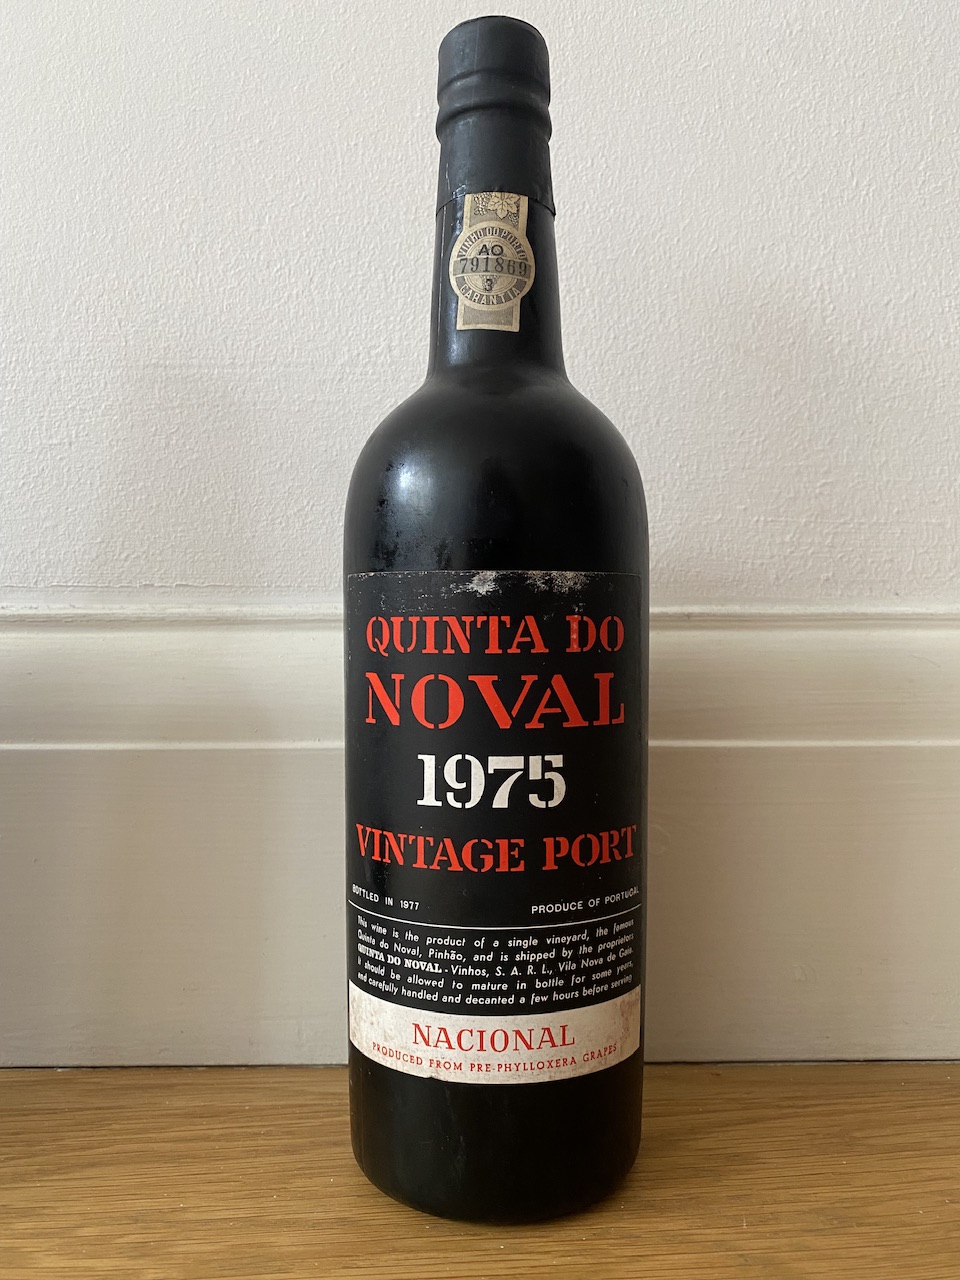 VINHO DO PORTO
AO
791869
3
GARANTIA
QUINTA DO
NOVAL
1975
VINTAGE PORT
BOTTLED IN 1977
PRODUCE OF PORTUGAL
This wine is the product of a single vineyard, the famous
Quinta do Noval, Pinhão, and is shipped by the proprietors
QUINTA DO NOVAL - Vinhos, S. A. R. L., Vila Nova de Gaia.
It should be allowed to mature in bottle for some years,
and carefully handled and decanted a few hours before serving
NACIONAL
PRODUCED FROM PRE-PHYLLOXERA GRAPES